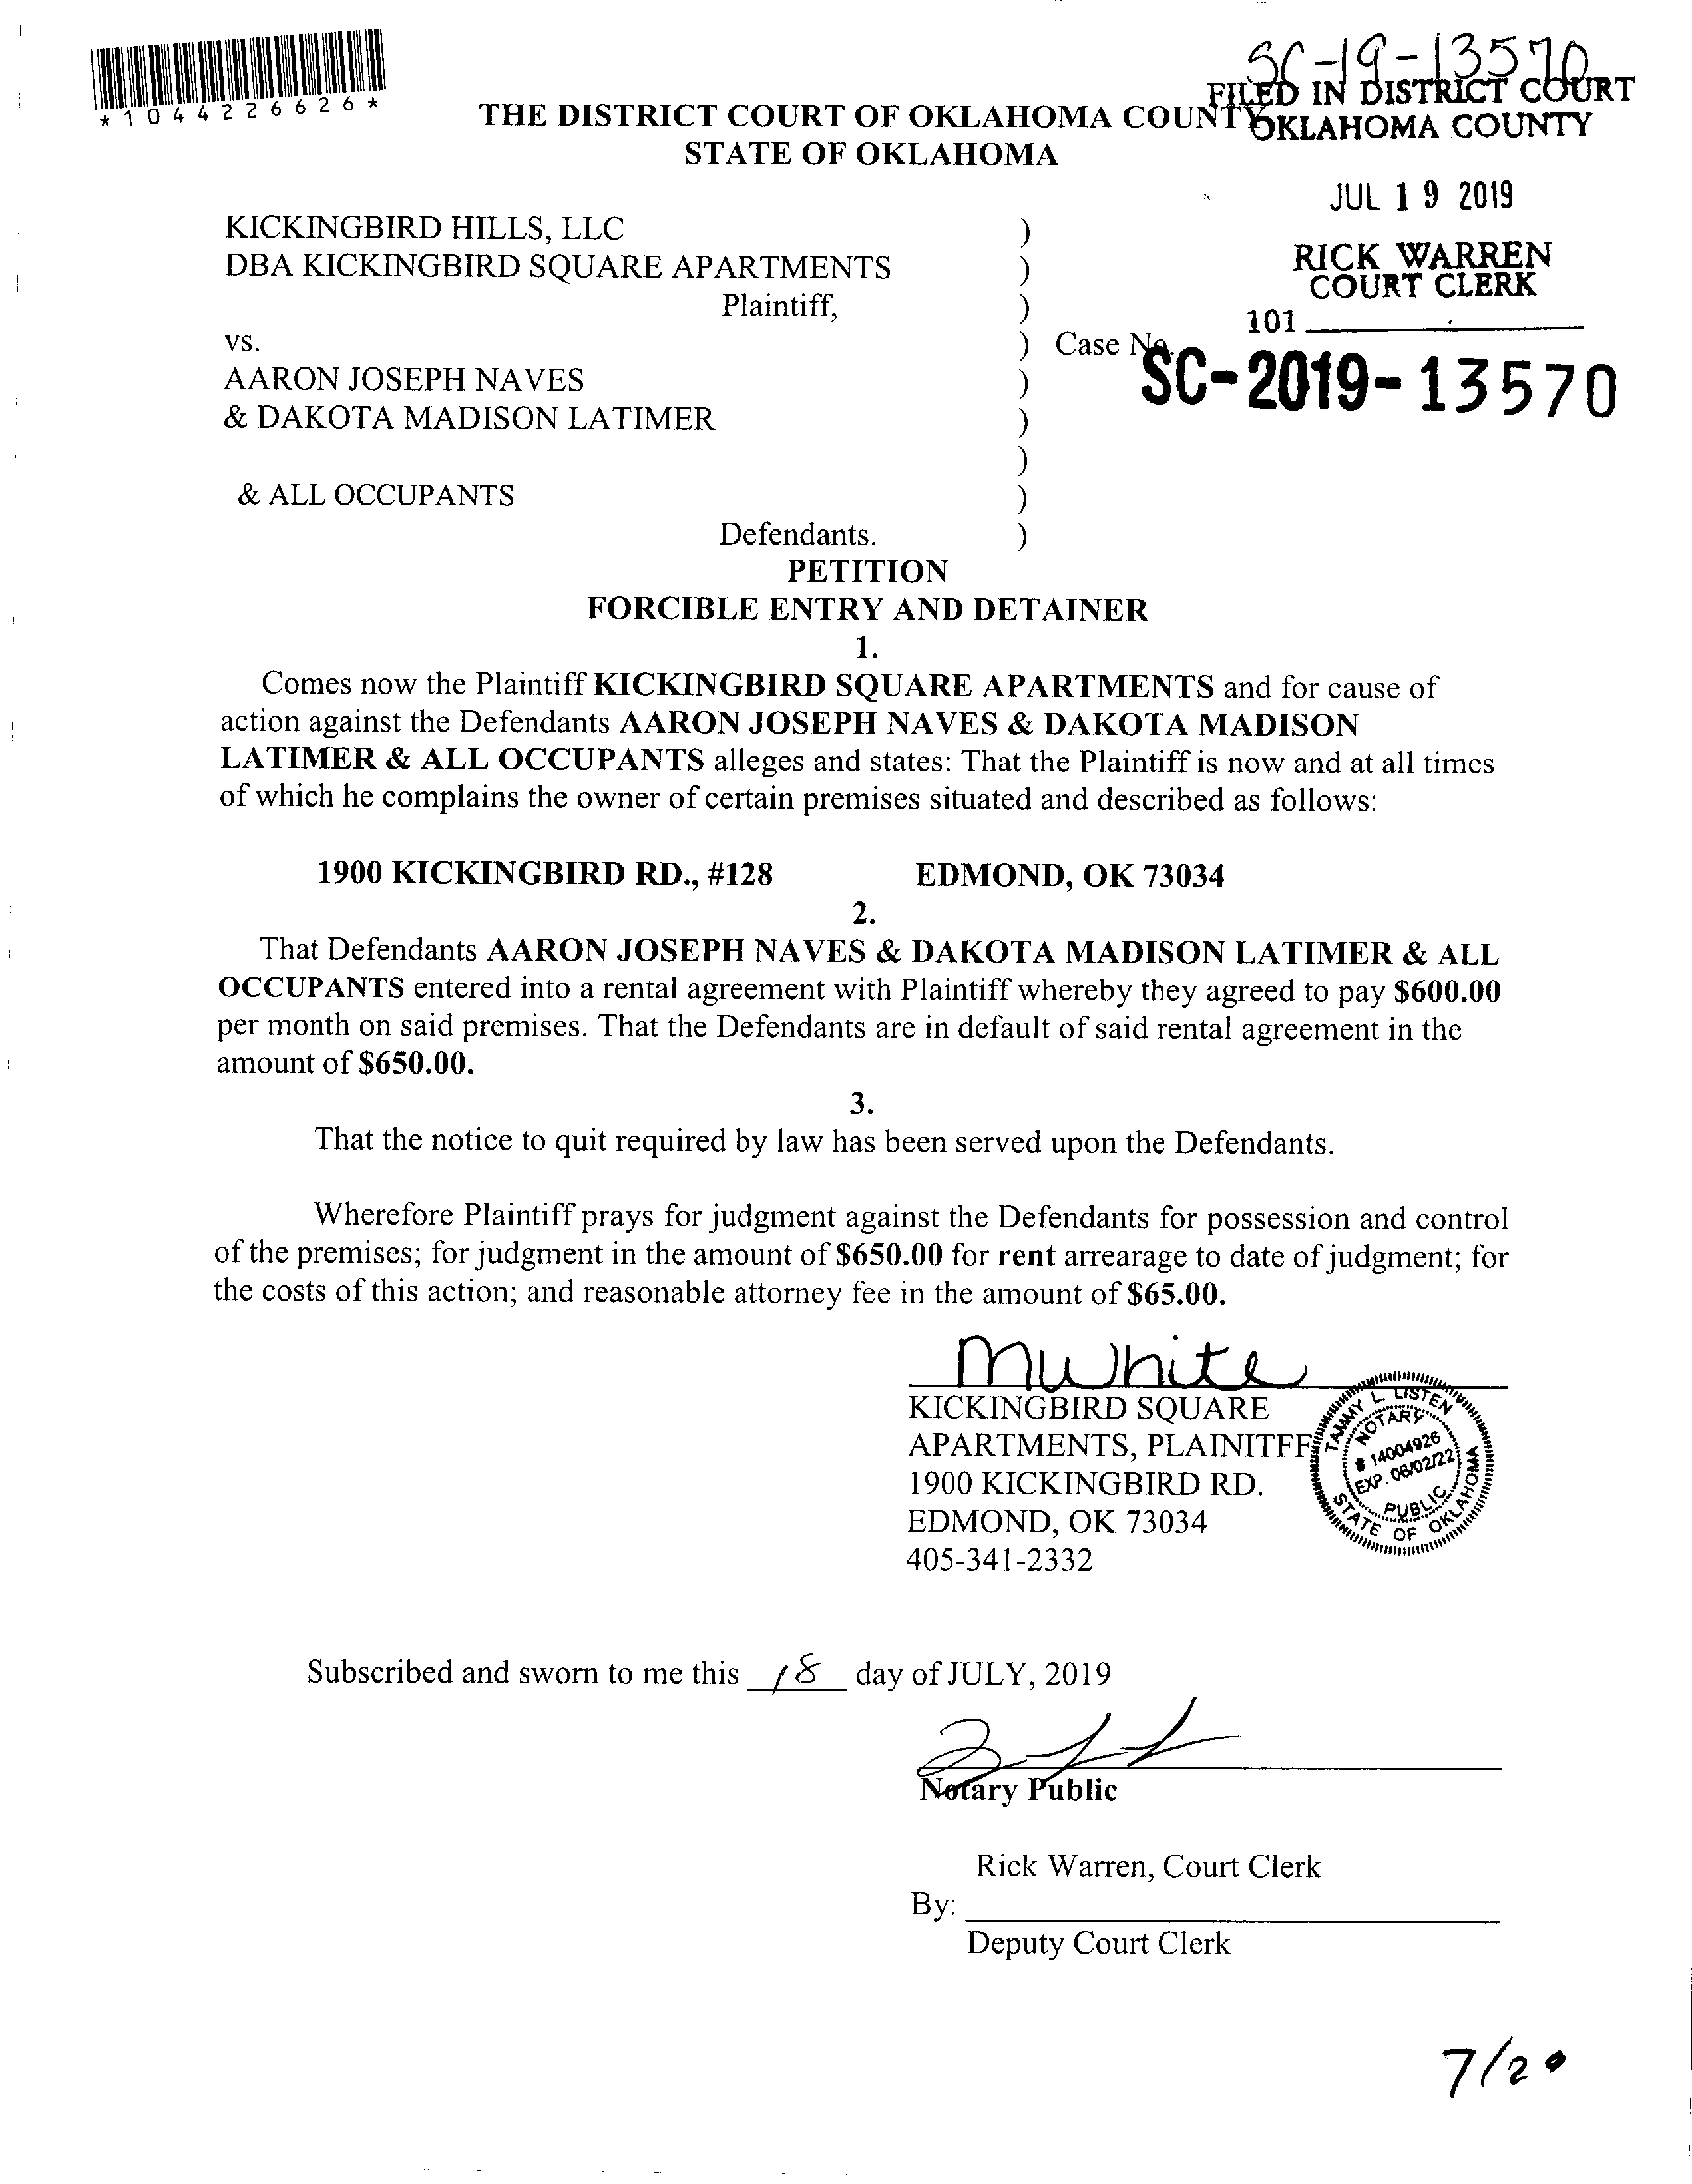 *1044226626*
SC-19-13570
FILED IN DISTRICT COURT
OKLAHOMA COUNTY
THE DISTRICT COURT OF OKLAHOMA COUNTY
STATE OF OKLAHOMA
JUL 19 2019
RICK WARREN
COURT CLERK
101
KICKINGBIRD HILLS, LLC )
DBA KICKINGBIRD SQUARE APARTMENTS )
Plaintiff, )
vs. ) Case No.
SC-2019-13570
AARON JOSEPH NAVES )
& DAKOTA MADISON LATIMER )
)
& ALL OCCUPANTS )
Defendants. )
PETITION
FORCIBLE ENTRY AND DETAINER
1.
Comes now the Plaintiff KICKINGBIRD SQUARE APARTMENTS and for cause of
action against the Defendants AARON JOSEPH NAVES & DAKOTA MADISON
LATIMER & ALL OCCUPANTS alleges and states: That the Plaintiff is now and at all times
of which he complains the owner of certain premises situated and described as follows:
1900 KICKINGBIRD RD., #128 EDMOND, OK 73034
2.
That Defendants AARON JOSEPH NAVES & DAKOTA MADISON LATIMER & ALL
OCCUPANTS entered into a rental agreement with Plaintiff whereby they agreed to pay $600.00
per month on said premises. That the Defendants are in default of said rental agreement in the
amount of $650.00.
3.
That the notice to quit required by law has been served upon the Defendants.
Wherefore Plaintiff prays for judgment against the Defendants for possession and control
of the premises; for judgment in the amount of $650.00 for rent arrearage to date of judgment; for
the costs of this action; and reasonable attorney fee in the amount of $65.00.
MWhite
KICKINGBIRD SQUARE
APARTMENTS, PLAINITFF
1900 KICKINGBIRD RD.
EDMOND, OK 73034
405-341-2332
TAMMY L. LISTEN
NOTARY
# 14004926
EXP. 06/02/22
PUBLIC
STATE OF OKLAHOMA
Subscribed and sworn to me this 18 day of JULY, 2019
Notary Public
Rick Warren, Court Clerk
By:
Deputy Court Clerk
7/20